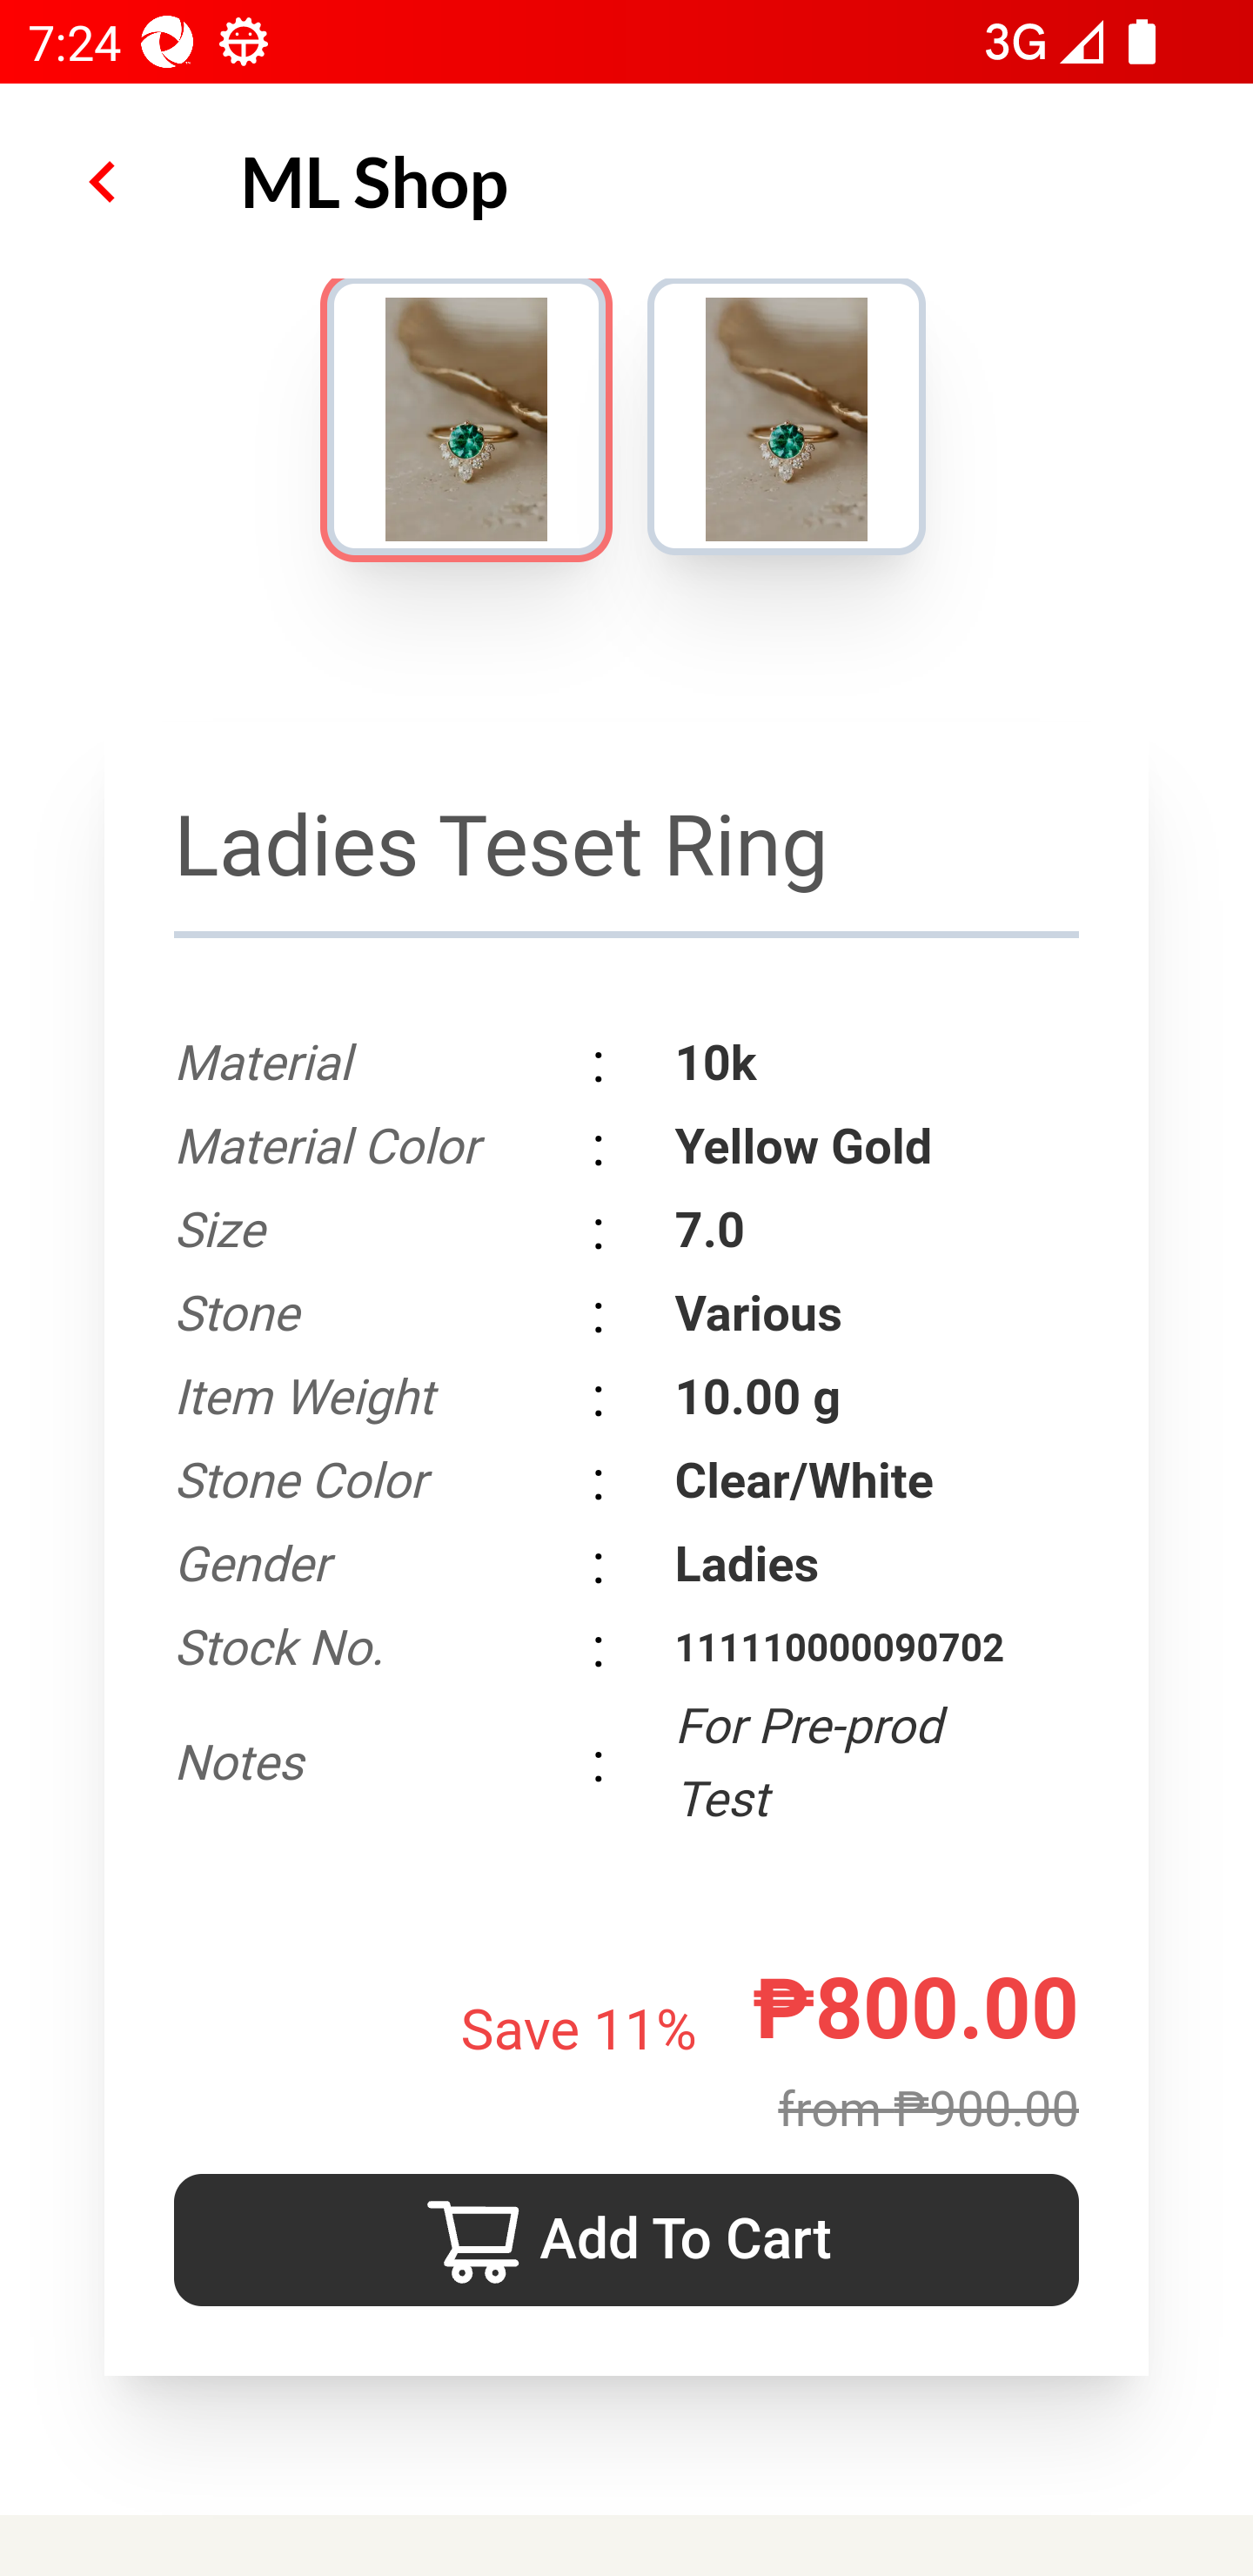 7:24
3G
ML Shop
Ladies Teset Ring
Material : 10k
Material Color : Yellow Gold
Size : 7.0
Stone : Various
Item Weight : 10.00 g
Stone Color : Clear/White
Gender : Ladies
Stock No. : 111110000090702
Notes : For Pre-prod
Test
Save 11% ₱800.00
from ₱900.00
Add To Cart